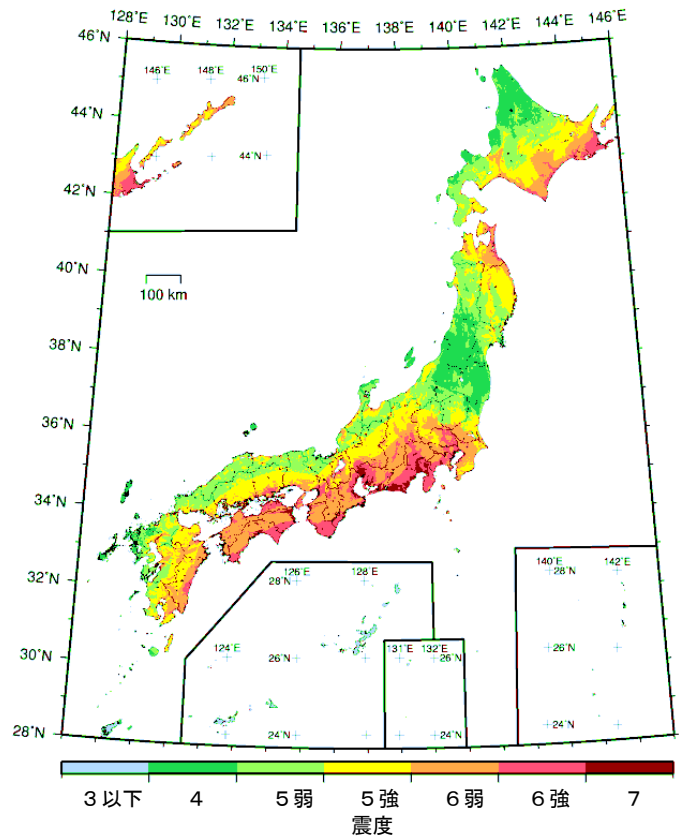 128°E 130°E 132°E 134°E 136°E 138°E 140°E 142°E 144°E 146°E
46°N
146°E 148°E 150°E
46°N
44°N
44°N
42°N
40°N
100 km
38°N
36°N
34°N
32°N
126°E 128°E
28°N
140°E 142°E
28°N
30°N
124°E
26°N
131°E 132°E
26°N
26°N
28°N
24°N
24°N
24°N
3以下 4 5弱 5強 6弱 6強 7
震度